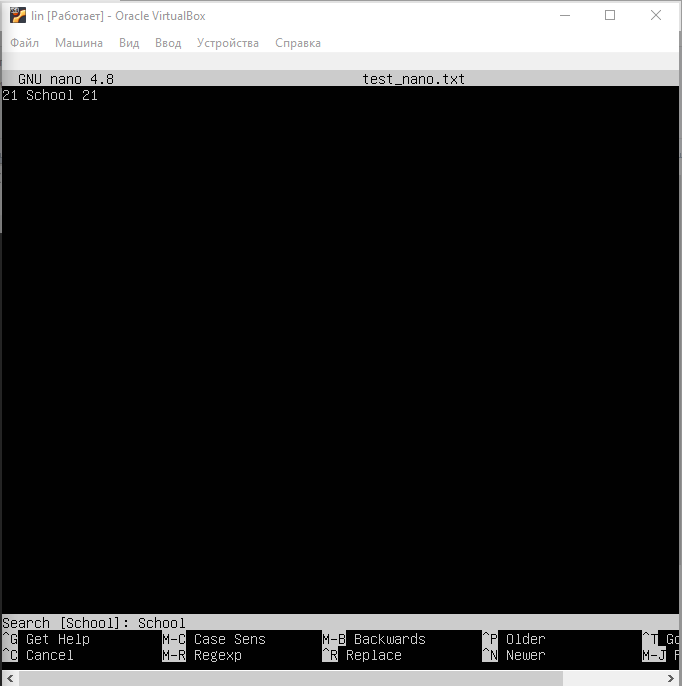 lin [Работает] - Oracle VirtualBox
Файл Машина Вид Ввод Устройства Справка
GNU nano 4.8 test_nano.txt
21 School 21
Search [School]: School
^G Get Help M-C Case Sens M-B Backwards ^P Older ^T
^C Cancel M-R Regexp ^R Replace ^N Newer M-J